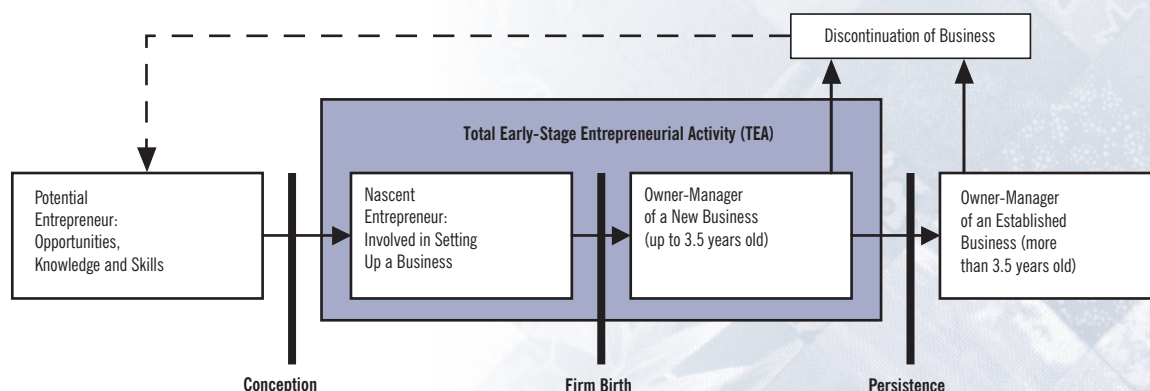 Discontinuation of Business
Total Early-Stage Entrepreneurial Activity (TEA)
Potential
Entrepreneur:
Opportunities,
Knowledge and Skills
Nascent
Entrepreneur:
Involved in Setting
Up a Business
Owner-Manager
of a New Business
(up to 3.5 years old)
Owner-Manager
of an Established
Business (more
than 3.5 years old)
Conception
Firm Birth
Persistence